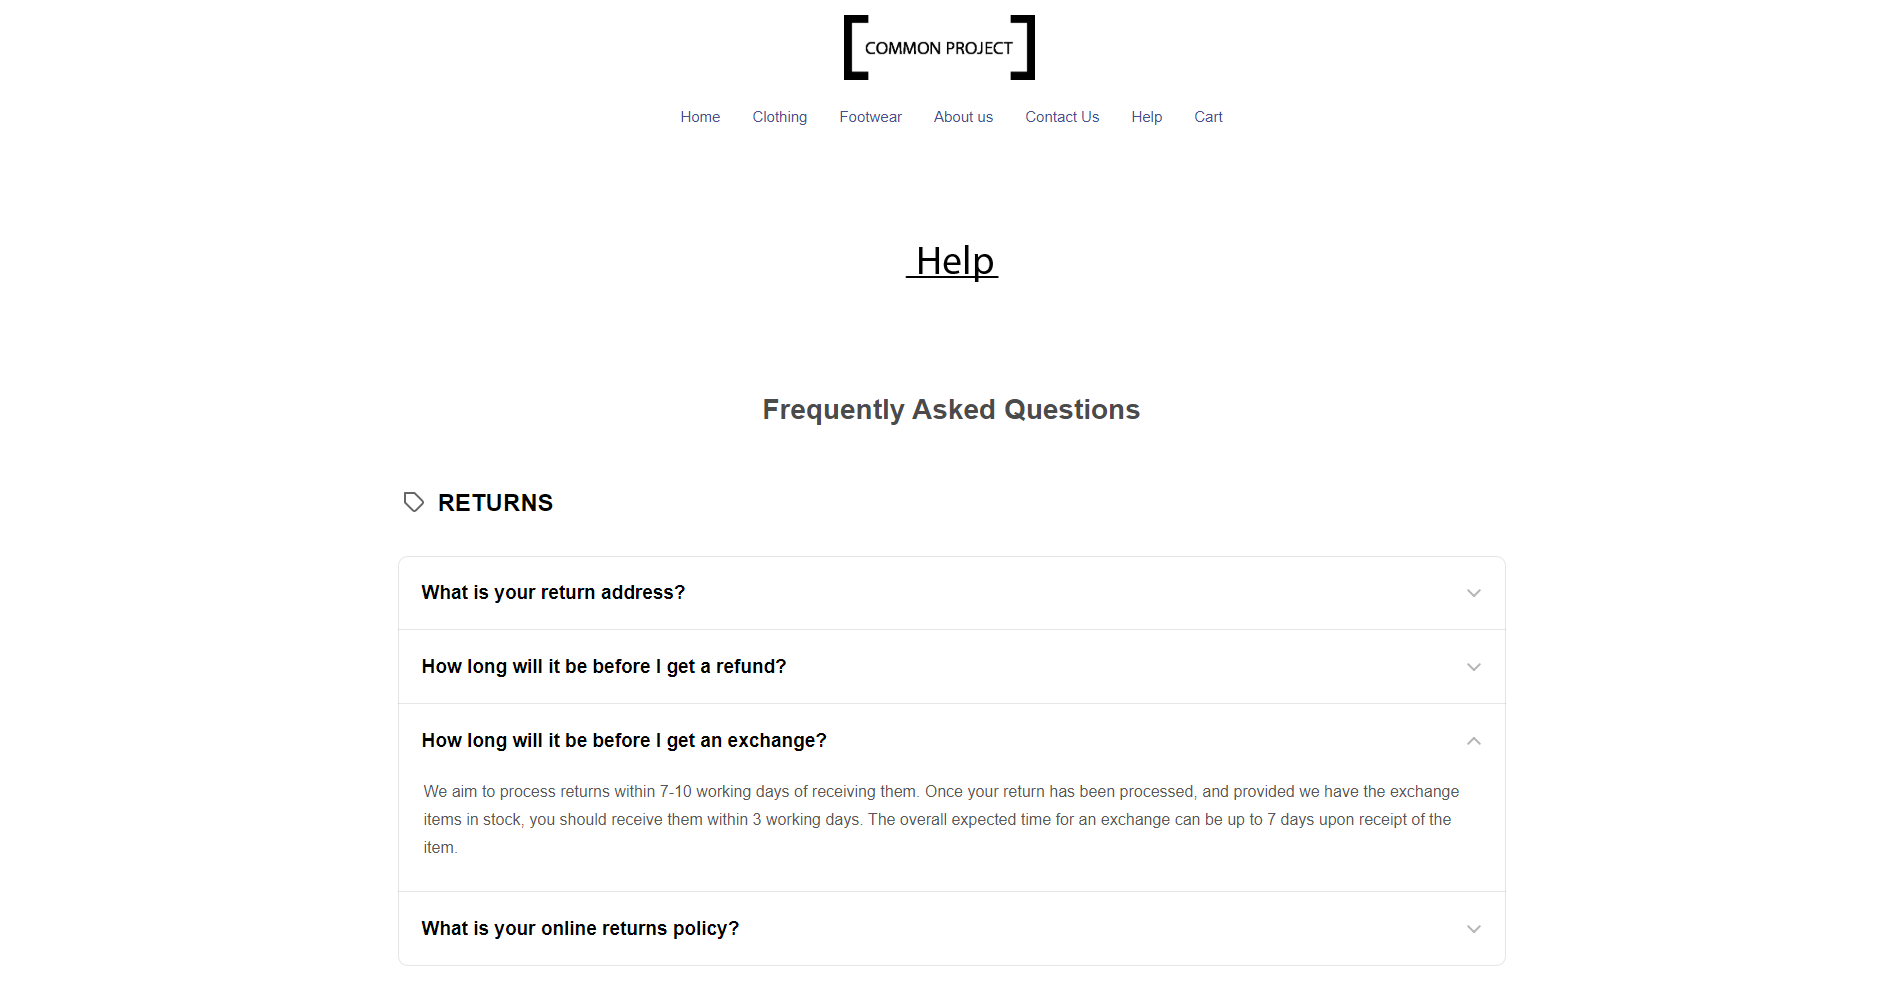 COMMON PROJECT
Home Clothing Footwear About us Contact Us Help Cart
Help
Frequently Asked Questions
RETURNS
What is your return address?
How long will it be before I get a refund?
How long will it be before I get an exchange?
We aim to process returns within 7-10 working days of receiving them. Once your return has been processed, and provided we have the exchange
items in stock, you should receive them within 3 working days. The overall expected time for an exchange can be up to 7 days upon receipt of the
item.
What is your online returns policy?